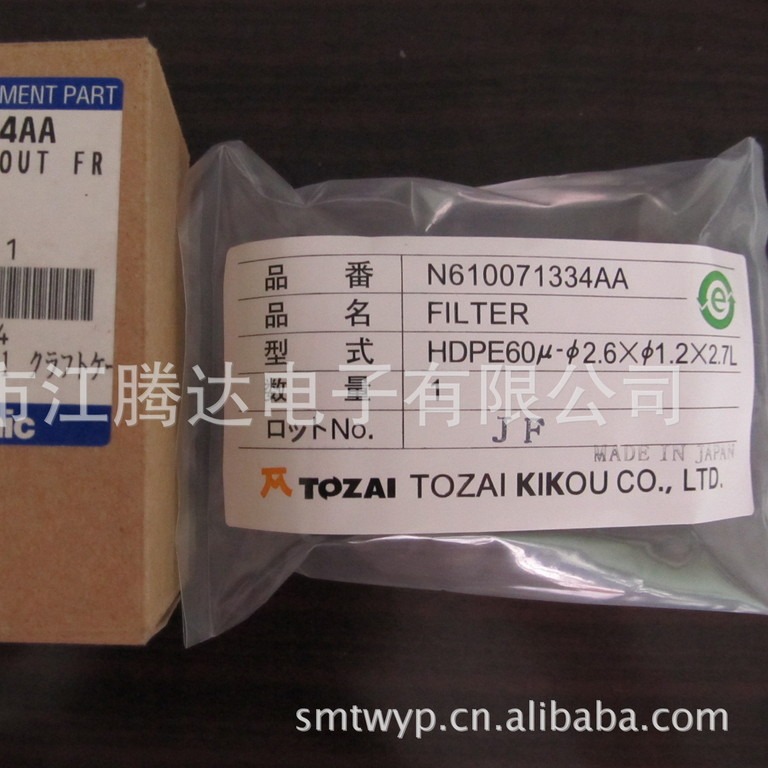 MENT PART
4AA
OUT FR
1
4
1 クラフトケー
nic
品 番 N610071334AA
品 名 FILTER
型 式 HDPE60μ-φ2.6×φ1.2×2.7L
数 量 1
ロットNo. JF
MADE IN JAPAN
TOZAI TOZAI KIKOU CO., LTD.
市江腾达电子有限公司
smtwyp.cn.alibaba.com